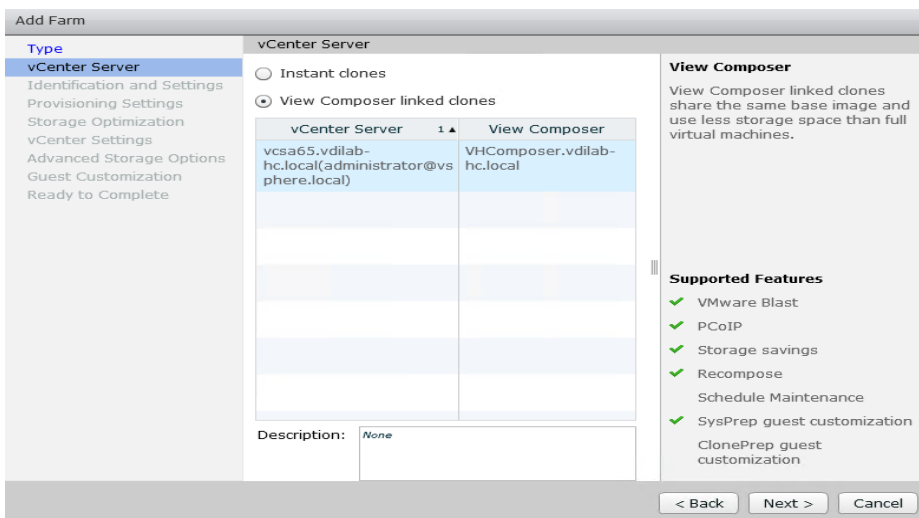 Add Farm
Type
vCenter Server
Identification and Settings
Provisioning Settings
Storage Optimization
vCenter Settings
Advanced Storage Options
Guest Customization
Ready to Complete
vCenter Server
Instant clones
View Composer linked clones
vCenter Server 1▲ View Composer
vcsa65.vdilab-
hc.local(administrator@vs
phere.local)
VHComposer.vdilab-
hc.local
Description: None
View Composer
View Composer linked clones
share the same base image and
use less storage space than full
virtual machines.
Supported Features
VMware Blast
PCoIP
Storage savings
Recompose
Schedule Maintenance
SysPrep guest customization
ClonePrep guest
customization
< Back Next > Cancel